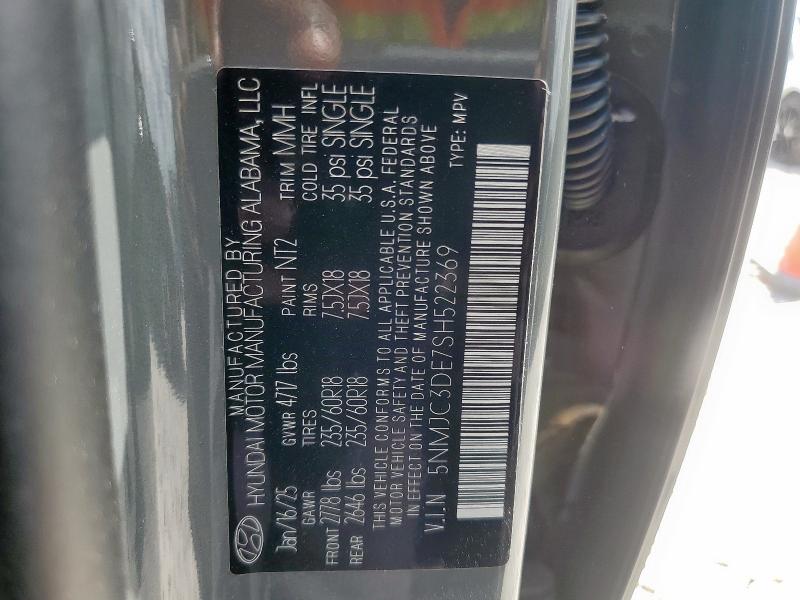 MANUFACTURED BY
HYUNDAI MOTOR MANUFACTURING ALABAMA, LLC
Jan/16/25 GVWR 4717 lbs PAINT NT2 TRIM MMH
GAWR TIRES RIMS COLD TIRE INFL
FRONT 2778 lbs 235/60R18 7.5JX18 35 psi SINGLE
REAR 2646 lbs 235/60R18 7.5JX18 35 psi SINGLE
THIS VEHICLE CONFORMS TO ALL APPLICABLE U.S.A. FEDERAL
MOTOR VEHICLE SAFETY AND THEFT PREVENTION STANDARDS
IN EFFECT ON THE DATE OF MANUFACTURE SHOWN ABOVE
V.I.N 5NMJC3DE7SH522369 TYPE: MPV